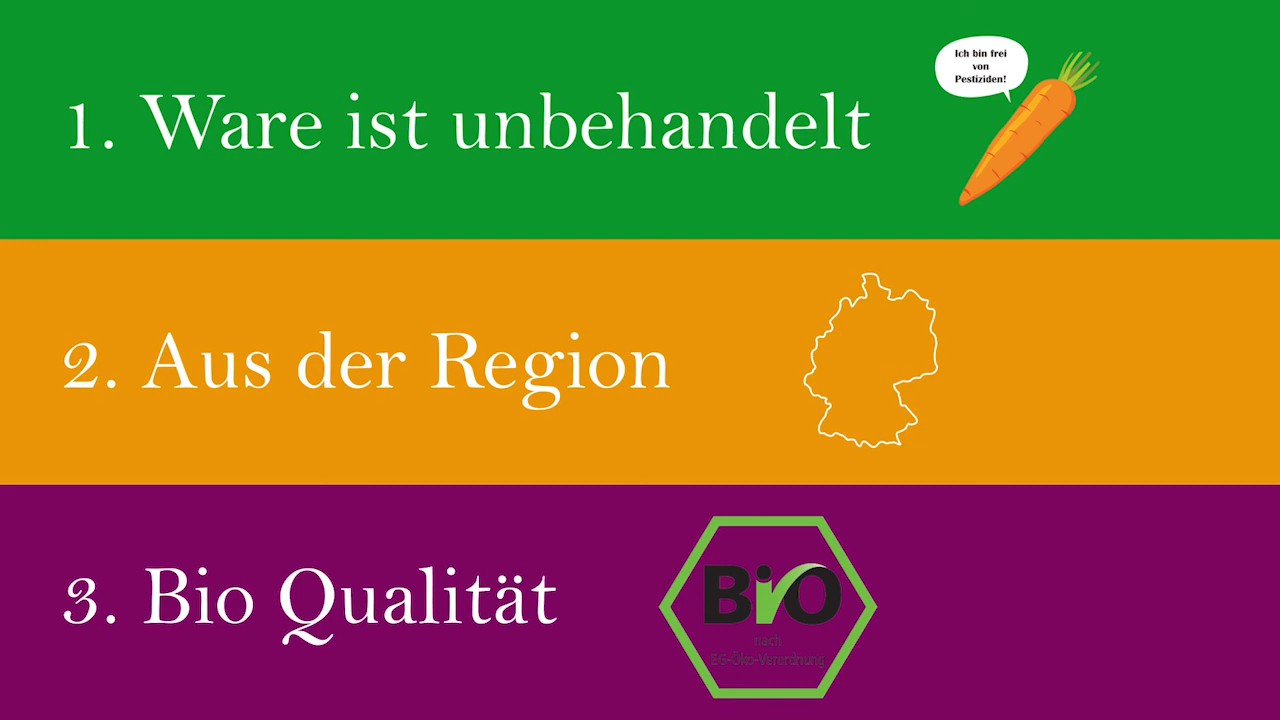 1. Ware ist unbehandelt
Ich bin frei
von
Pestiziden!
2. Aus der Region
3. Bio Qualität
Bio
nach
EG-Öko-Verordnung